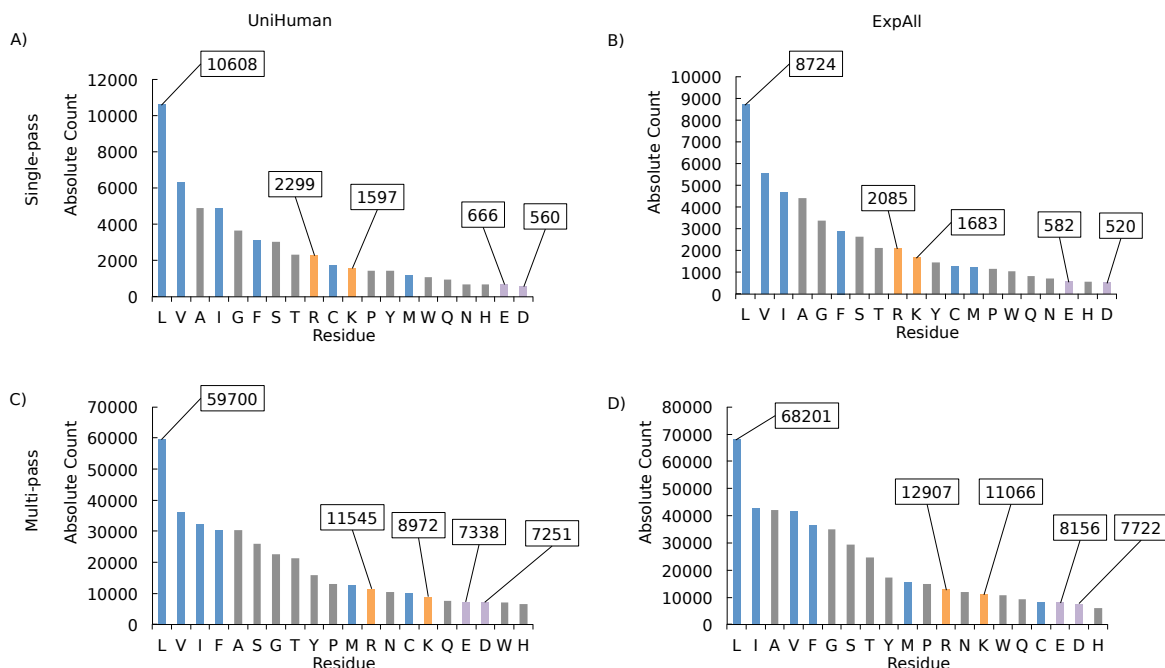 UniHuman
ExpAll
A)
Single-pass
Absolute Count
12000
10000
8000
6000
4000
2000
0
10608
2299
1597
666
560
L V A I G F S T R C K P Y M W Q N H E D
Residue
B)
Absolute Count
10000
9000
8000
7000
6000
5000
4000
3000
2000
1000
0
8724
2085
1683
582
520
L V I A G F S T R K Y C M P W Q N E H D
Residue
C)
Multi-pass
Absolute Count
70000
60000
50000
40000
30000
20000
10000
0
59700
11545
8972
7338
7251
L V I F A S G T Y P M R N C K Q E D W H
Residue
D)
Absolute Count
80000
70000
60000
50000
40000
30000
20000
10000
0
68201
12907
11066
8156
7722
L I A V F G S T Y M P R N K W Q C E D H
Residue